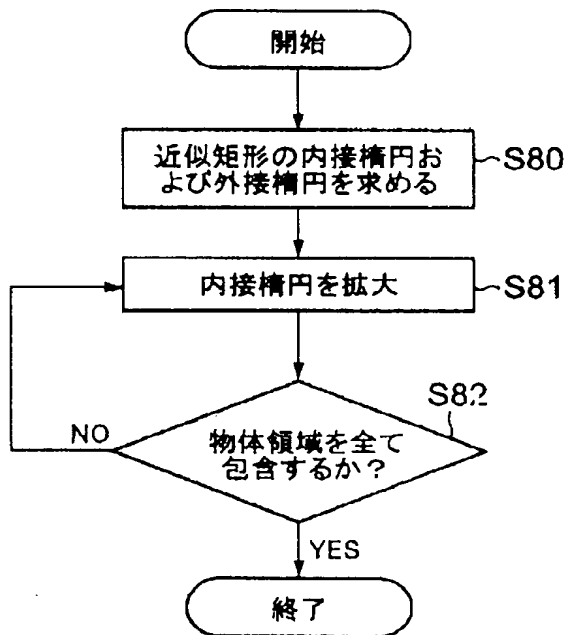 開始
近似矩形の内接楕円お
よび外接楕円を求める
S80
内接楕円を拡大
S81
S82
物体領域を全て
包含するか？
NO
YES
終了